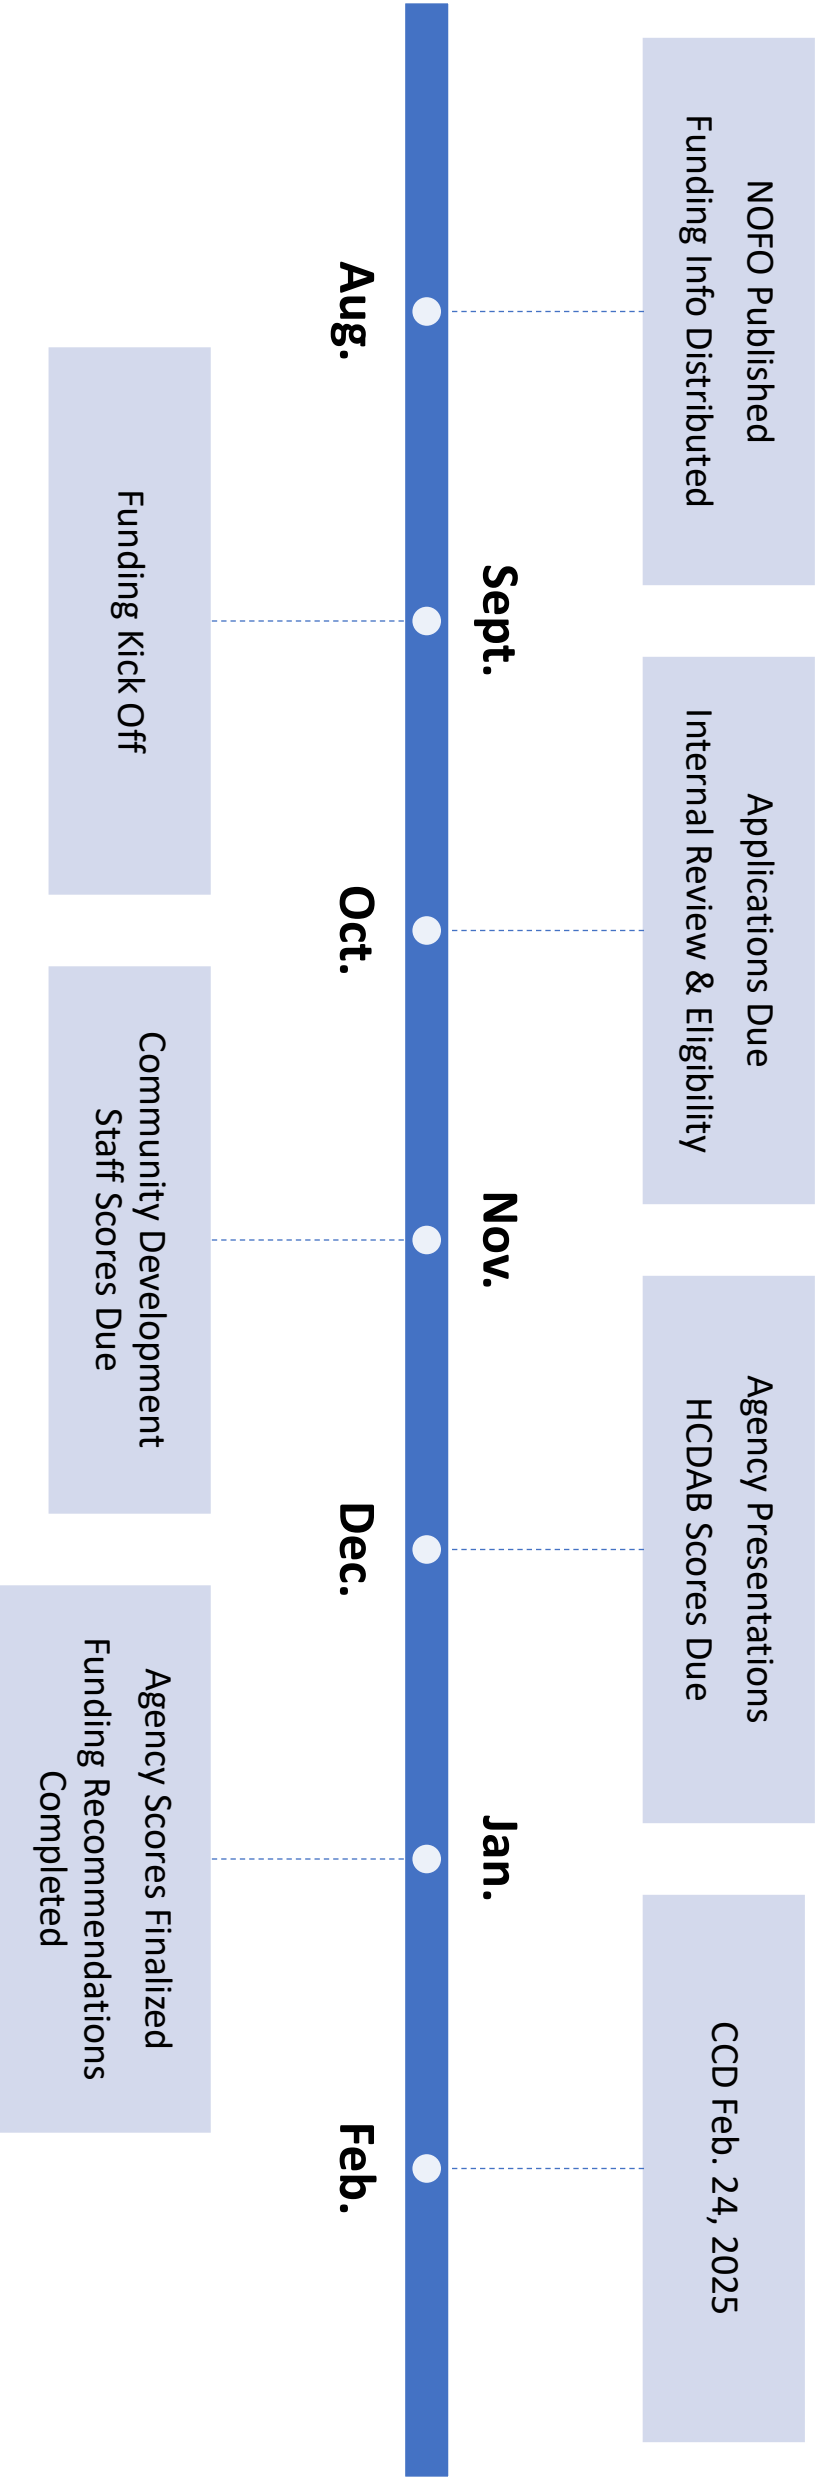 NOFO Published
Funding Info Distributed
Aug.
Sept.
Funding Kick Off
Applications Due
Internal Review & Eligibility
Oct.
Nov.
Community Development
Staff Scores Due
Agency Presentations
HCDAB Scores Due
Dec.
Jan.
Agency Scores Finalized
Funding Recommendations
Completed
CCD Feb. 24, 2025
Feb.